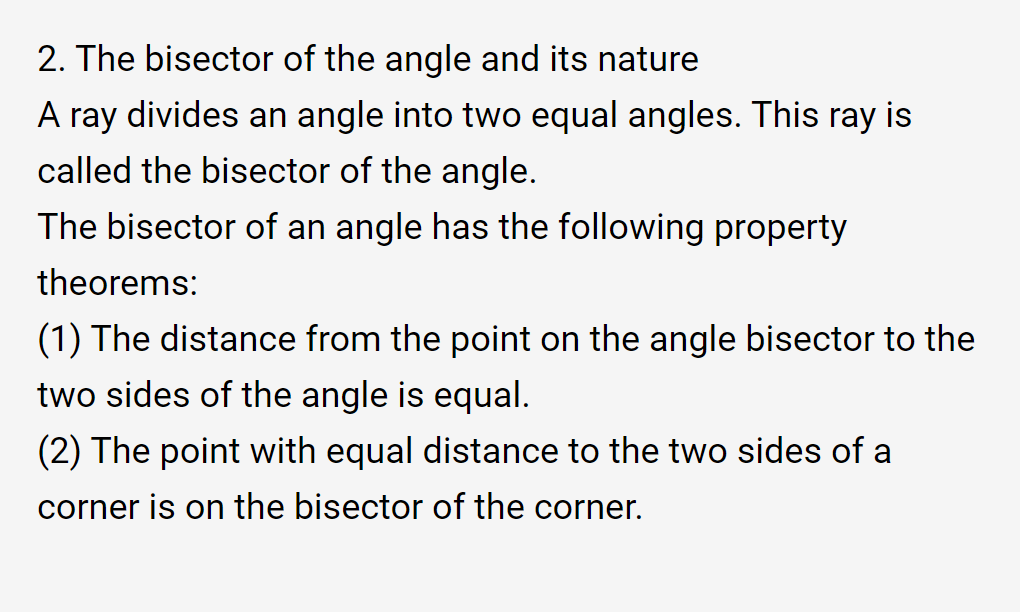 2. The bisector of the angle and its nature
A ray divides an angle into two equal angles. This ray is
called the bisector of the angle.
The bisector of an angle has the following property
theorems:
(1) The distance from the point on the angle bisector to the
two sides of the angle is equal.
(2) The point with equal distance to the two sides of a
corner is on the bisector of the corner.